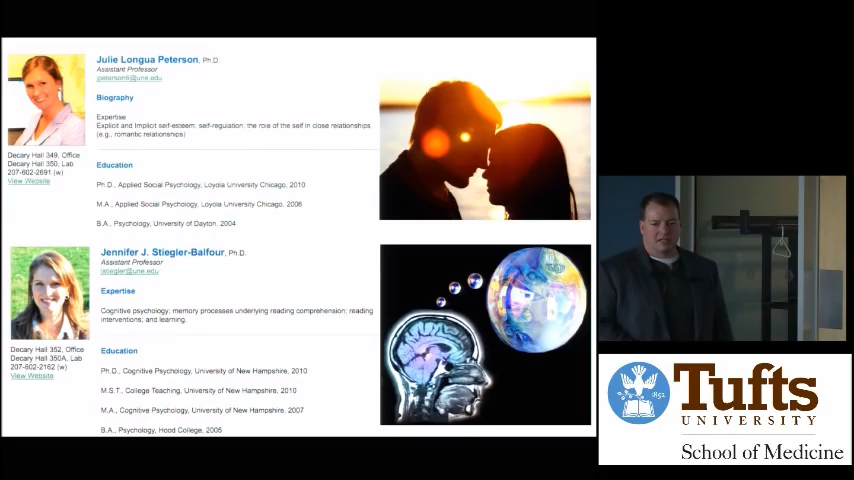 Julie Longua Peterson, Ph.D.
Assistant Professor
jpeterson6@une.edu
Biography
Expertise
Explicit and Implicit self-esteem; self-regulation; the role of the self in close relationships
(e.g., romantic relationships)
Decary Hall 349, Office
Decary Hall 350, Lab
207-602-2691 (w)
View Website
Education
Ph.D., Applied Social Psychology, Loyola University Chicago, 2010
M.A., Applied Social Psychology, Loyola University Chicago, 2006
B.A., Psychology, University of Dayton, 2004
Jennifer J. Stiegler-Balfour, Ph.D.
Assistant Professor
jstiegler@une.edu
Expertise
Cognitive psychology; memory processes underlying reading comprehension; reading
interventions; and learning.
Decary Hall 352, Office
Decary Hall 350A, Lab
207-602-2162 (w)
View Website
Education
Ph.D., Cognitive Psychology, University of New Hampshire, 2010
M.S.T., College Teaching, University of New Hampshire, 2010
M.A., Cognitive Psychology, University of New Hampshire, 2007
B.A., Psychology, Hood College, 2005
1852
Tufts
UNIVERSITY
School of Medicine